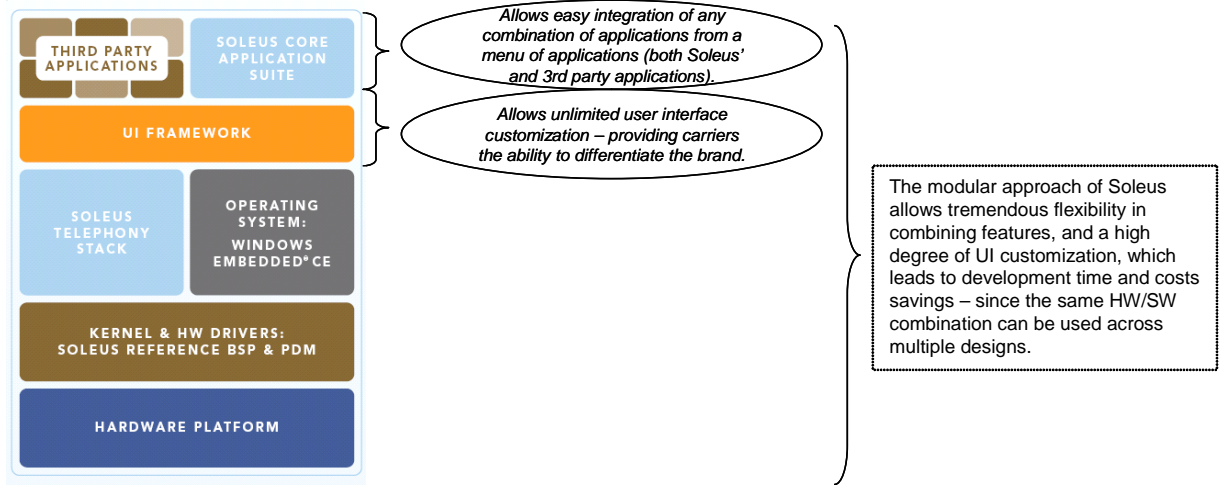 THIRD PARTY
APPLICATIONS
SOLEUS CORE
APPLICATION
SUITE
Allows easy integration of any
combination of applications from a
menu of applications (both Soleus'
and 3rd party applications).
UI FRAMEWORK
Allows unlimited user interface
customization – providing carriers
the ability to differentiate the brand.
SOLEUS
TELEPHONY
STACK
OPERATING
SYSTEM:
WINDOWS
EMBEDDED® CE
KERNEL & HW DRIVERS:
SOLEUS REFERENCE BSP & PDM
HARDWARE PLATFORM
The modular approach of Soleus
allows tremendous flexibility in
combining features, and a high
degree of UI customization, which
leads to development time and costs
savings – since the same HW/SW
combination can be used across
multiple designs.